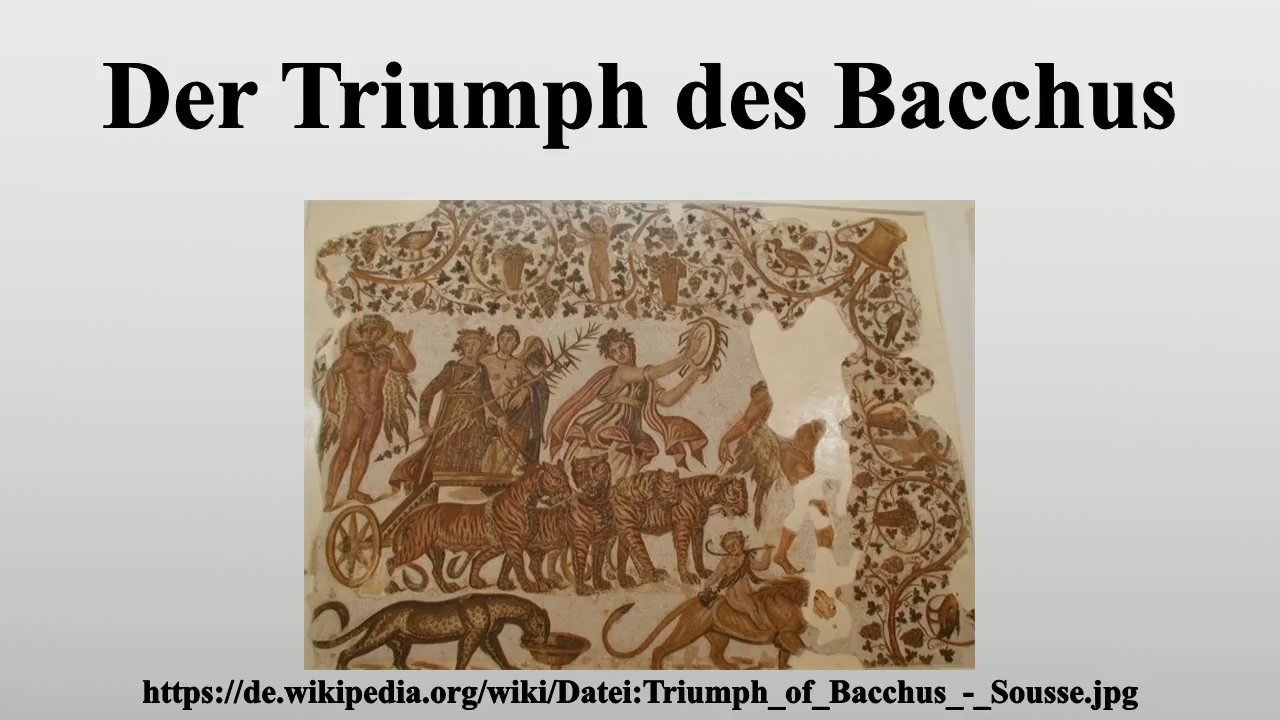 Der Triumph des Bacchus
https://de.wikipedia.org/wiki/Datei:Triumph_of_Bacchus_-_Sousse.jpg